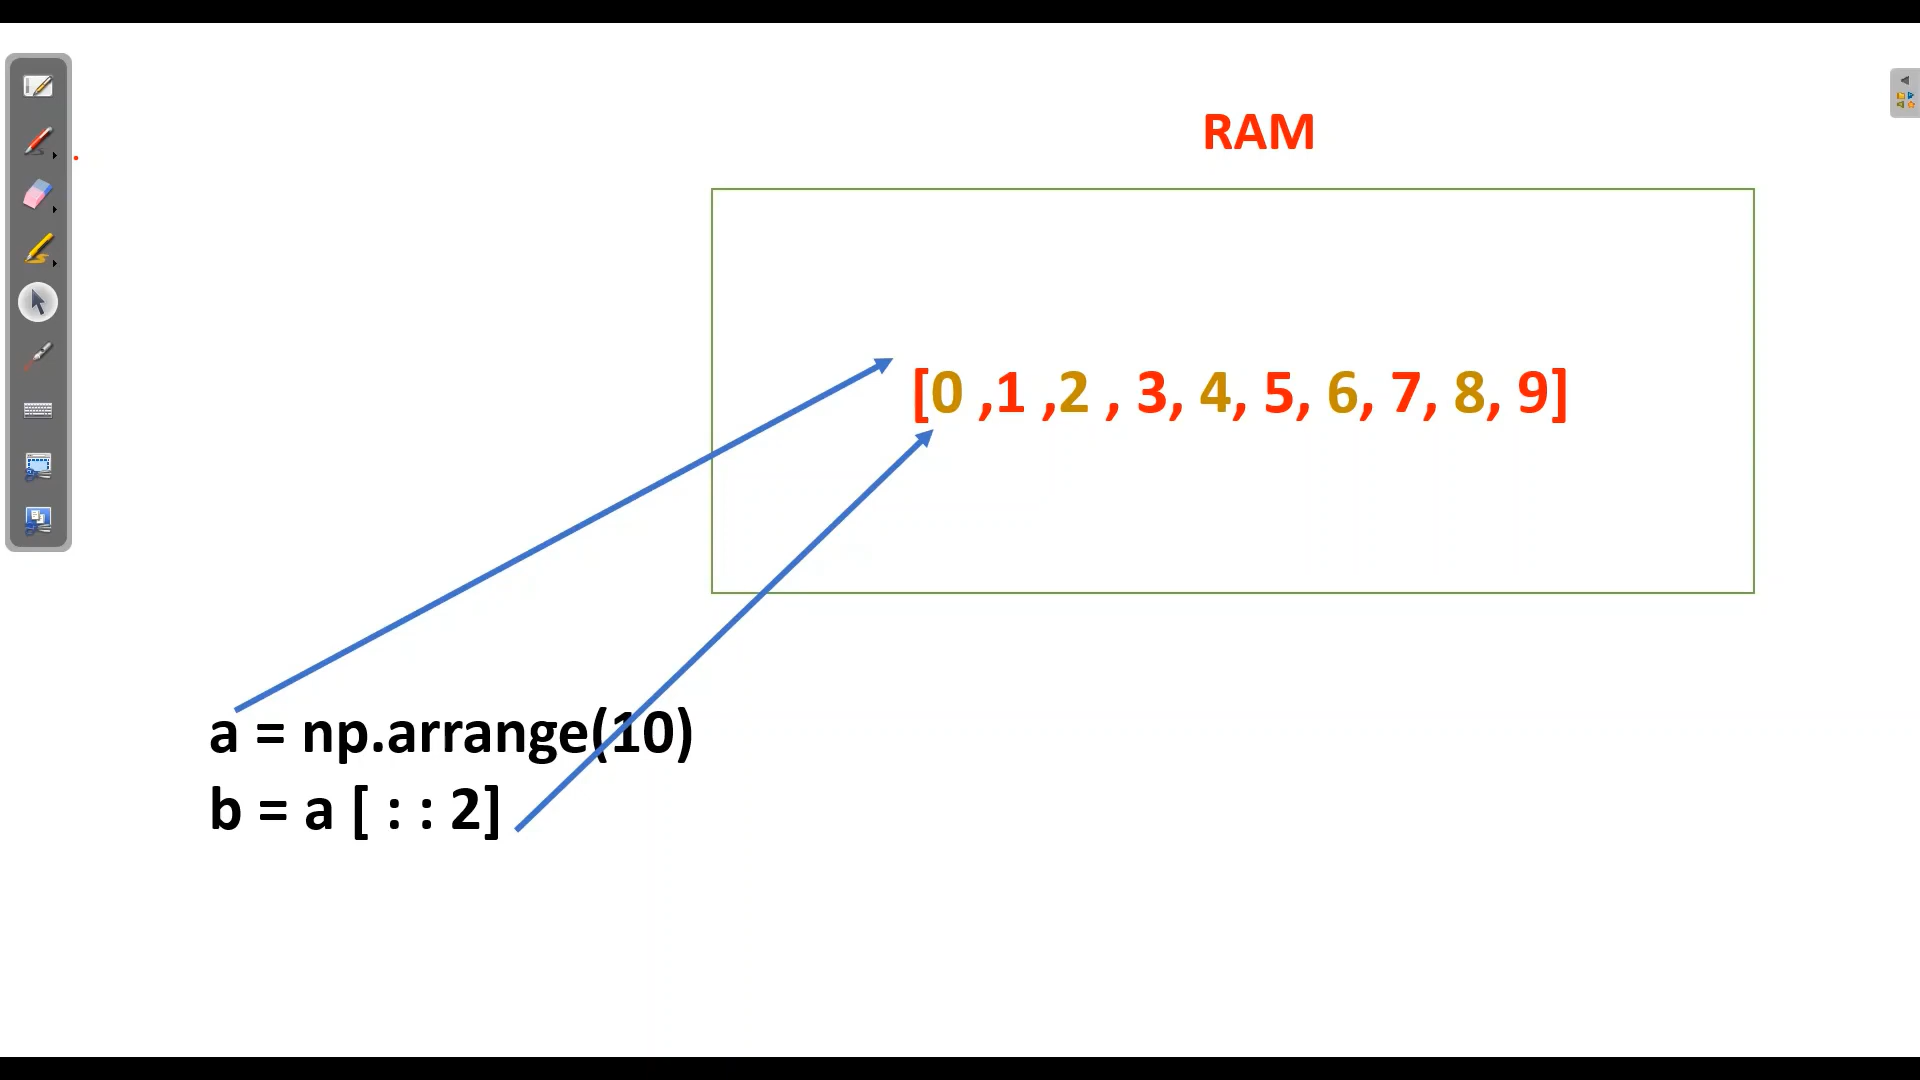 RAM
[0 ,1 ,2 , 3, 4, 5, 6, 7, 8, 9]
a = np.arrange(10)
b = a [ : : 2]